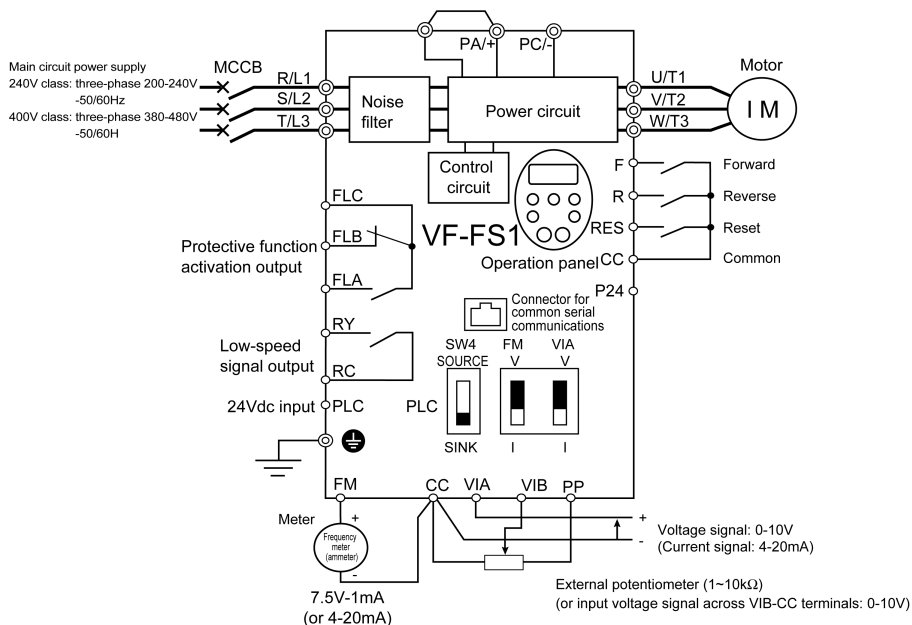 PA/+
PC/-
Main circuit power supply
240V class: three-phase 200-240V
-50/60Hz
400V class: three-phase 380-480V
-50/60H
MCCB
R/L1
S/L2
T/L3
Noise
filter
Power circuit
Control
circuit
U/T1
V/T2
W/T3
Motor
I M
F
Forward
R
Reverse
RES
Reset
CC
Common
P24
FLC
FLB
FLA
Protective function
activation output
VF-FS1
Operation panel
Connector for
common serial
communications
RY
RC
Low-speed
signal output
24Vdc input
PLC
SW4
SOURCE
PLC
SINK
FM
V
I
VIA
V
I
FM
CC
VIA
VIB
PP
Meter
+
Frequency
meter
(ammeter)
-
7.5V-1mA
(or 4-20mA)
+
-
Voltage signal: 0-10V
(Current signal: 4-20mA)
External potentiometer (1~10kΩ)
(or input voltage signal across VIB-CC terminals: 0-10V)